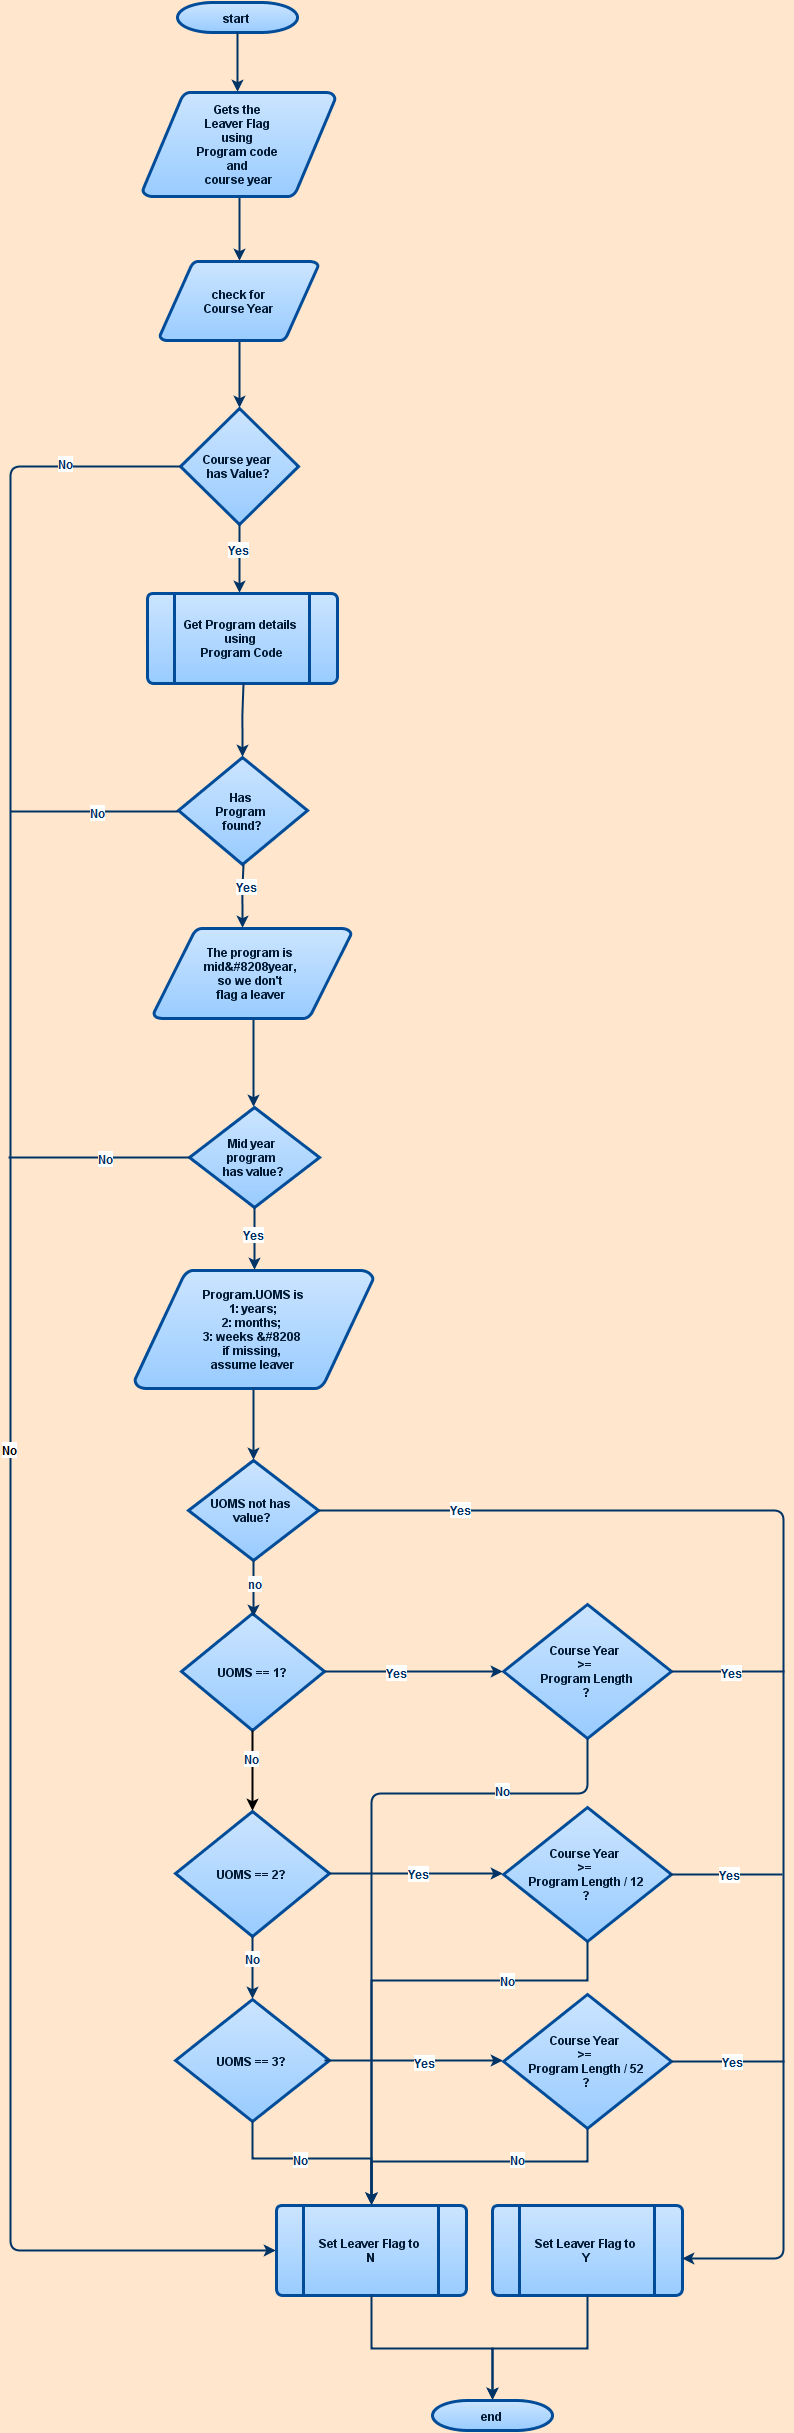 start
Gets the
Leaver Flag
using
Program code
and
course year
check for
Course Year
Course year
has Value?
No
Yes
Get Program details
using
Program Code
Has
Program
found?
No
Yes
The program is
mid&#8208year,
so we don't
flag a leaver
Mid year
program
has value?
No
Yes
Program.UOMS is
1: years;
2: months;
3: weeks &#8208
if missing,
assume leaver
No
UOMS not has
value?
Yes
no
UOMS == 1?
Yes
Course Year
>=
Program Length
?
Yes
No
No
UOMS == 2?
Yes
Course Year
>=
Program Length / 12
?
Yes
No
No
UOMS == 3?
Yes
Course Year
>=
Program Length / 52
?
Yes
No
No
Set Leaver Flag to
N
Set Leaver Flag to
Y
end